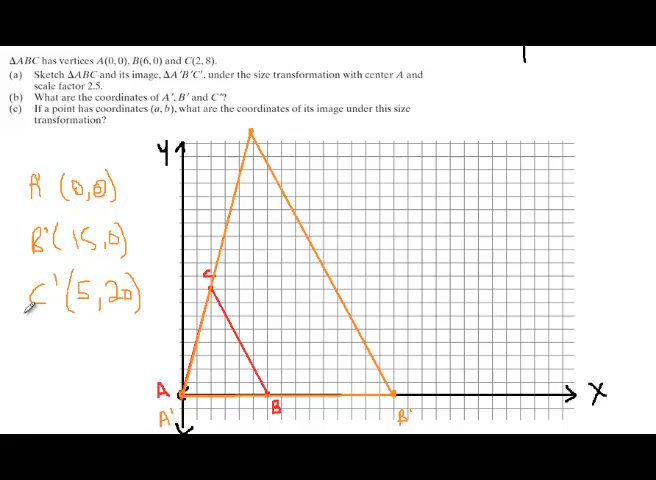 ΔABC has vertices A(0, 0), B(6, 0) and C(2, 8).
(a) Sketch ΔABC and its image, ΔA′B′C′, under the size transformation with center A and
scale factor 2.5.
(b) What are the coordinates of A′, B′ and C′?
(c) If a point has coordinates (a, b), what are the coordinates of its image under this size
transformation?
Y
A' (0,0)
B' (15,0)
C' (5,20)
C
A
B
X
A'
B'